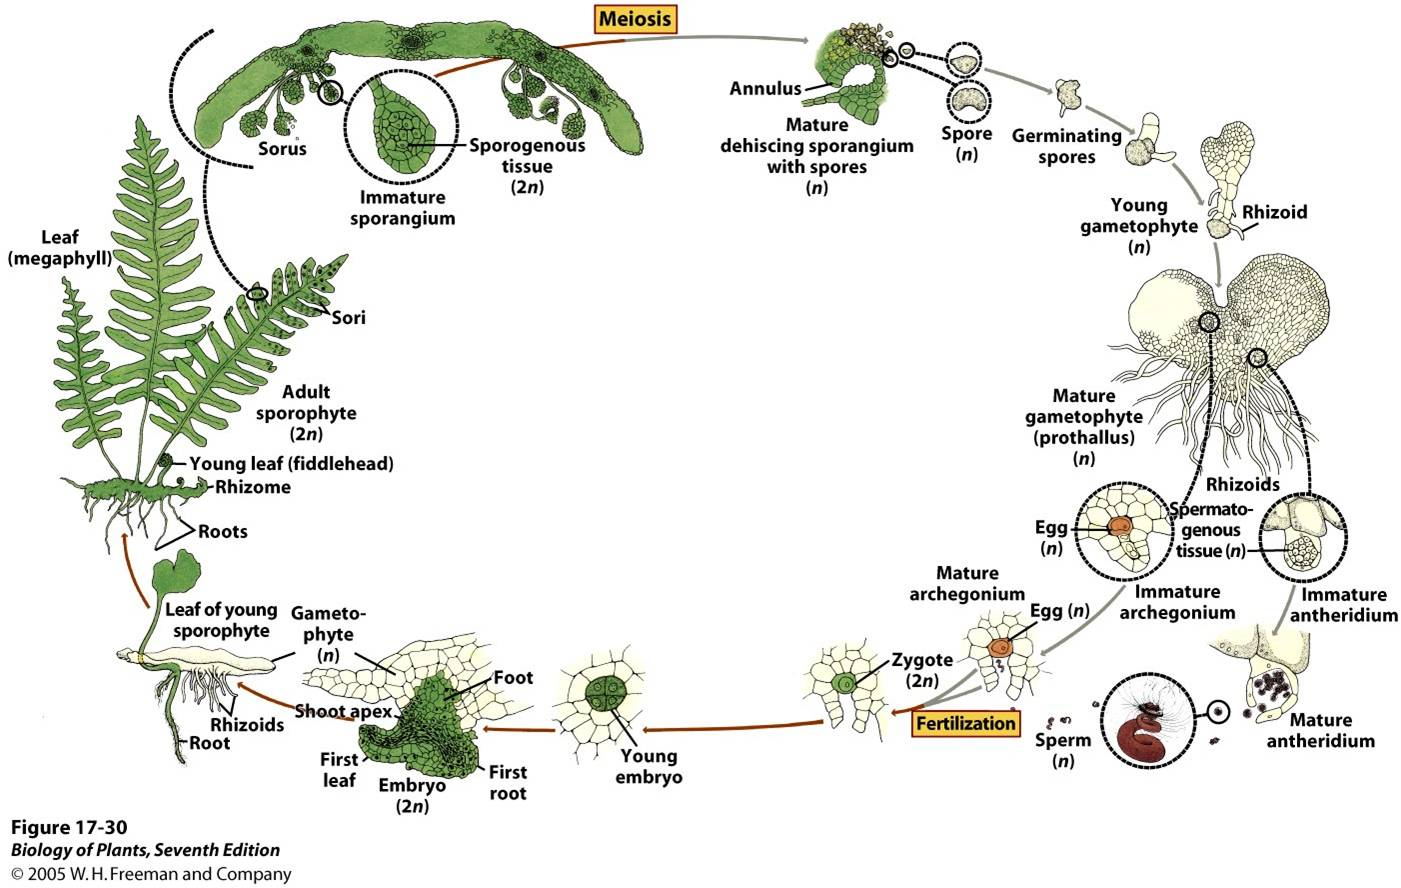 Meiosis
Annulus
Mature
dehiscing sporangium
with spores
(n)
Spore
(n)
Germinating
spores
Sorus
Sporogenous
tissue
(2n)
Immature
sporangium
Young
gametophyte
(n)
Rhizoid
Leaf
(megaphyll)
Sori
Adult
sporophyte
(2n)
Mature
gametophyte
(prothallus)
(n)
Young leaf (fiddlehead)
Rhizome
Roots
Rhizoids
Egg
(n)
Spermato-
genous
tissue (n)
Immature
archegonium
Immature
antheridium
Mature
archegonium
Egg (n)
Leaf of young
sporophyte
Gameto-
phyte
(n)
Zygote
(2n)
Foot
Shoot apex
Rhizoids
Root
Fertilization
Sperm
(n)
Mature
antheridium
First
leaf
Embryo
(2n)
First
root
Young
embryo
Figure 17-30
Biology of Plants, Seventh Edition
© 2005 W. H. Freeman and Company